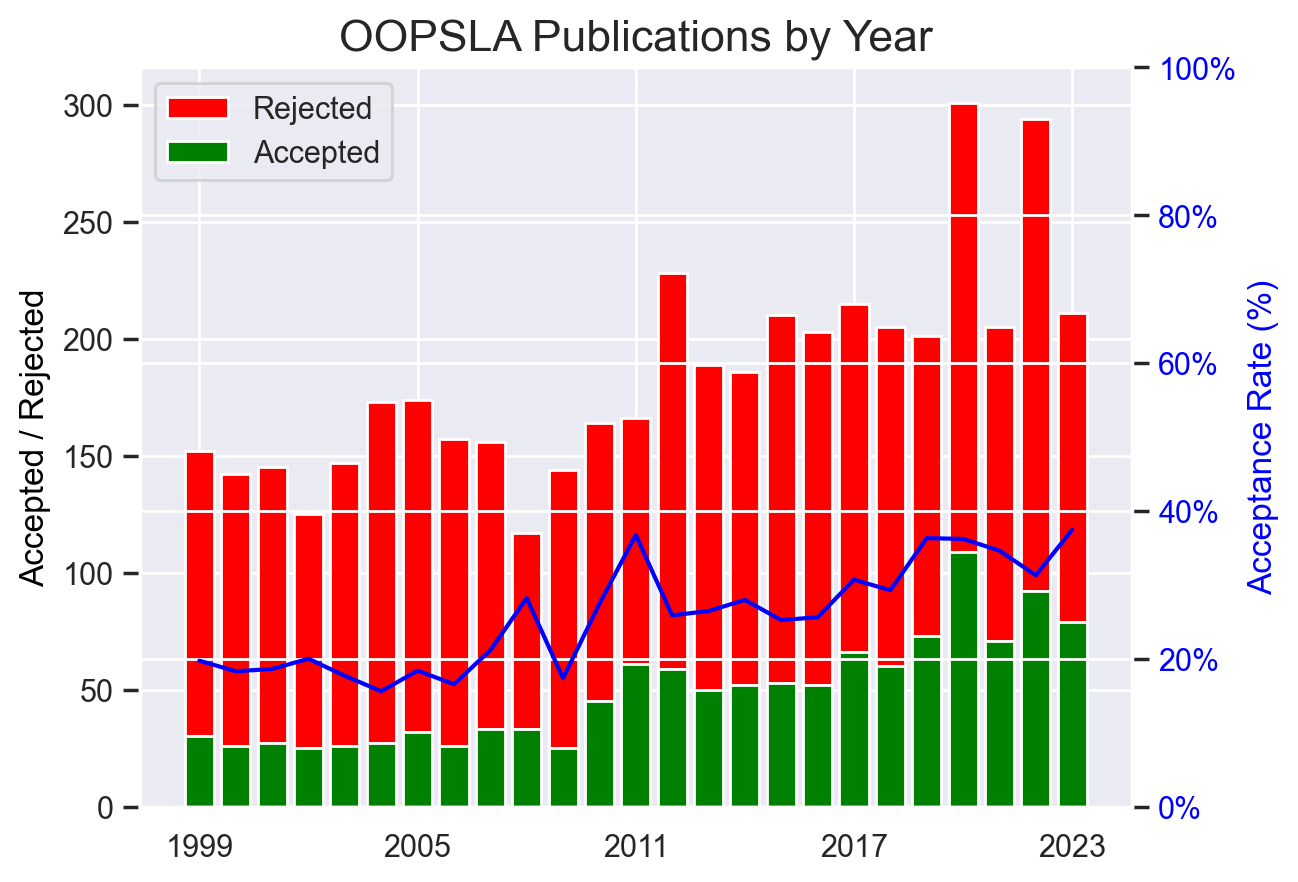 OOPSLA Publications by Year
Rejected
Accepted
Accepted / Rejected
300
250
200
150
100
50
0
100%
80%
60%
40%
20%
0%
Acceptance Rate (%)
1999 2005 2011 2017 2023